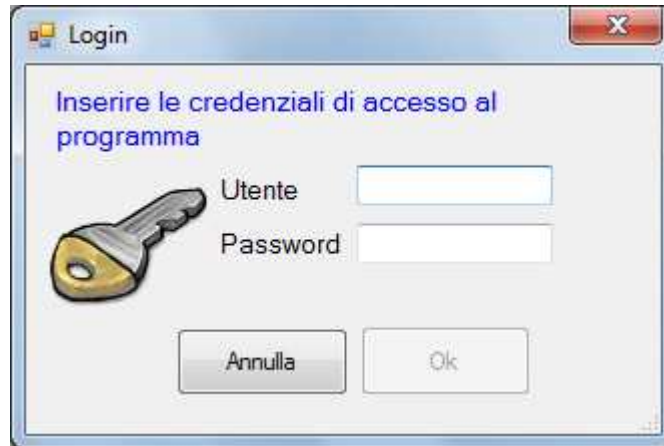 Login
Inserire le credenziali di accesso al
programma
Utente
Password
Annulla
Ok